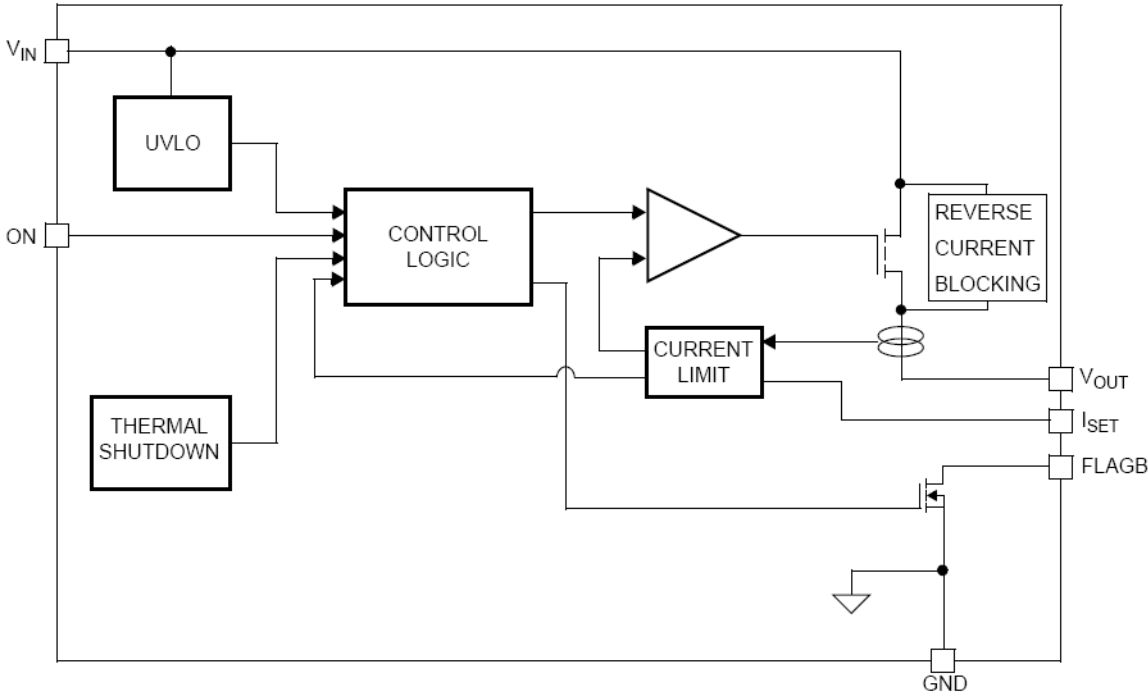 VIN
UVLO
ON
CONTROL
LOGIC
REVERSE
CURRENT
BLOCKING
CURRENT
LIMIT
THERMAL
SHUTDOWN
VOUT
ISET
FLAGB
GND